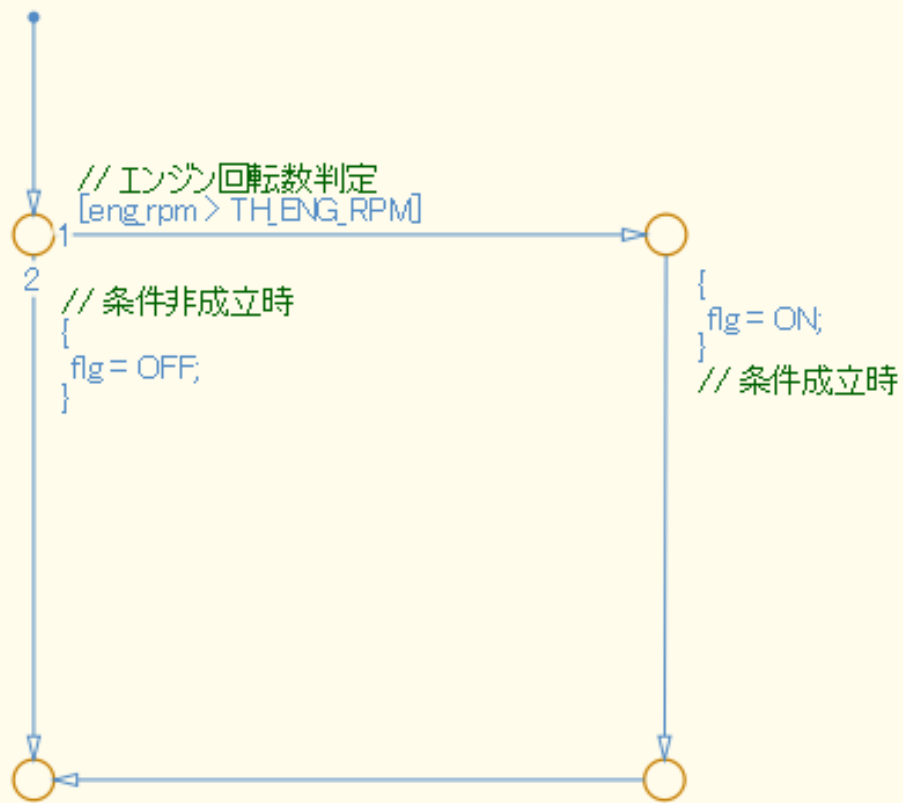 // エンジン回転数判定
[eng_rpm > TH_ENG_RPM]
1
2
// 条件非成立時
{
flg = OFF;
}
{
flg = ON;
}
// 条件成立時